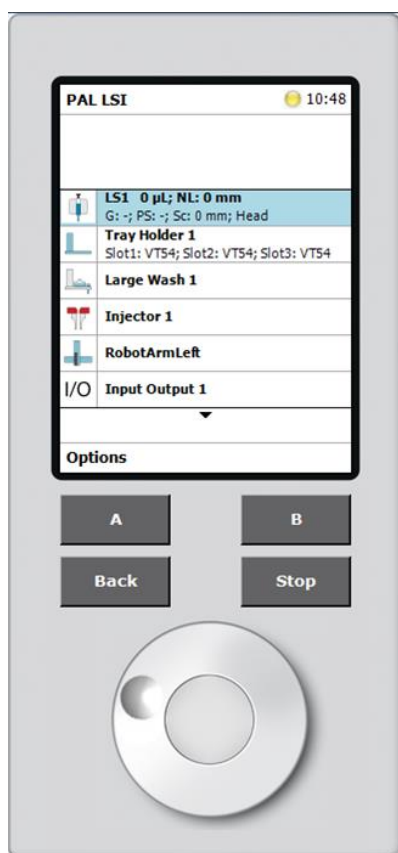 PAL LSI 10:48
LS1 0 µL; NL: 0 mm
G: -; PS: -; Sc: 0 mm; Head
Tray Holder 1
Slot1: VT54; Slot2: VT54; Slot3: VT54
Large Wash 1
Injector 1
RobotArmLeft
I/O Input Output 1
Options
A B
Back Stop